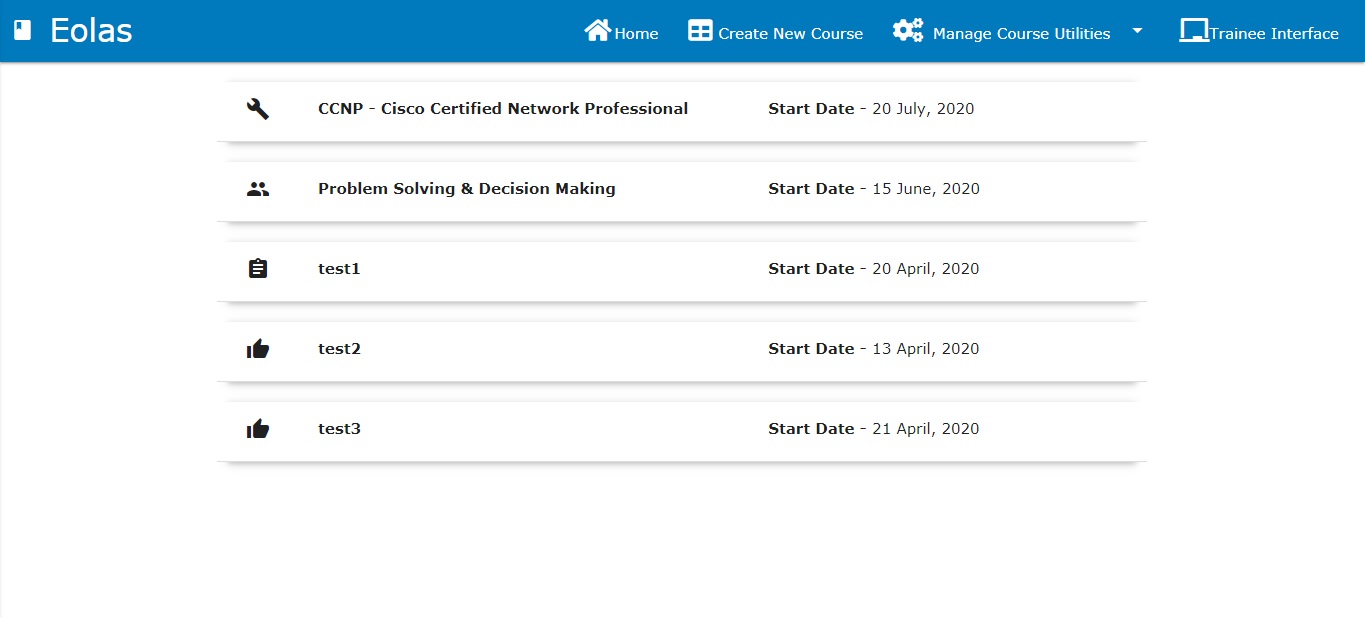 Eolas
Home Create New Course Manage Course Utilities Trainee Interface
CCNP - Cisco Certified Network Professional Start Date - 20 July, 2020
Problem Solving & Decision Making Start Date - 15 June, 2020
test1 Start Date - 20 April, 2020
test2 Start Date - 13 April, 2020
test3 Start Date - 21 April, 2020